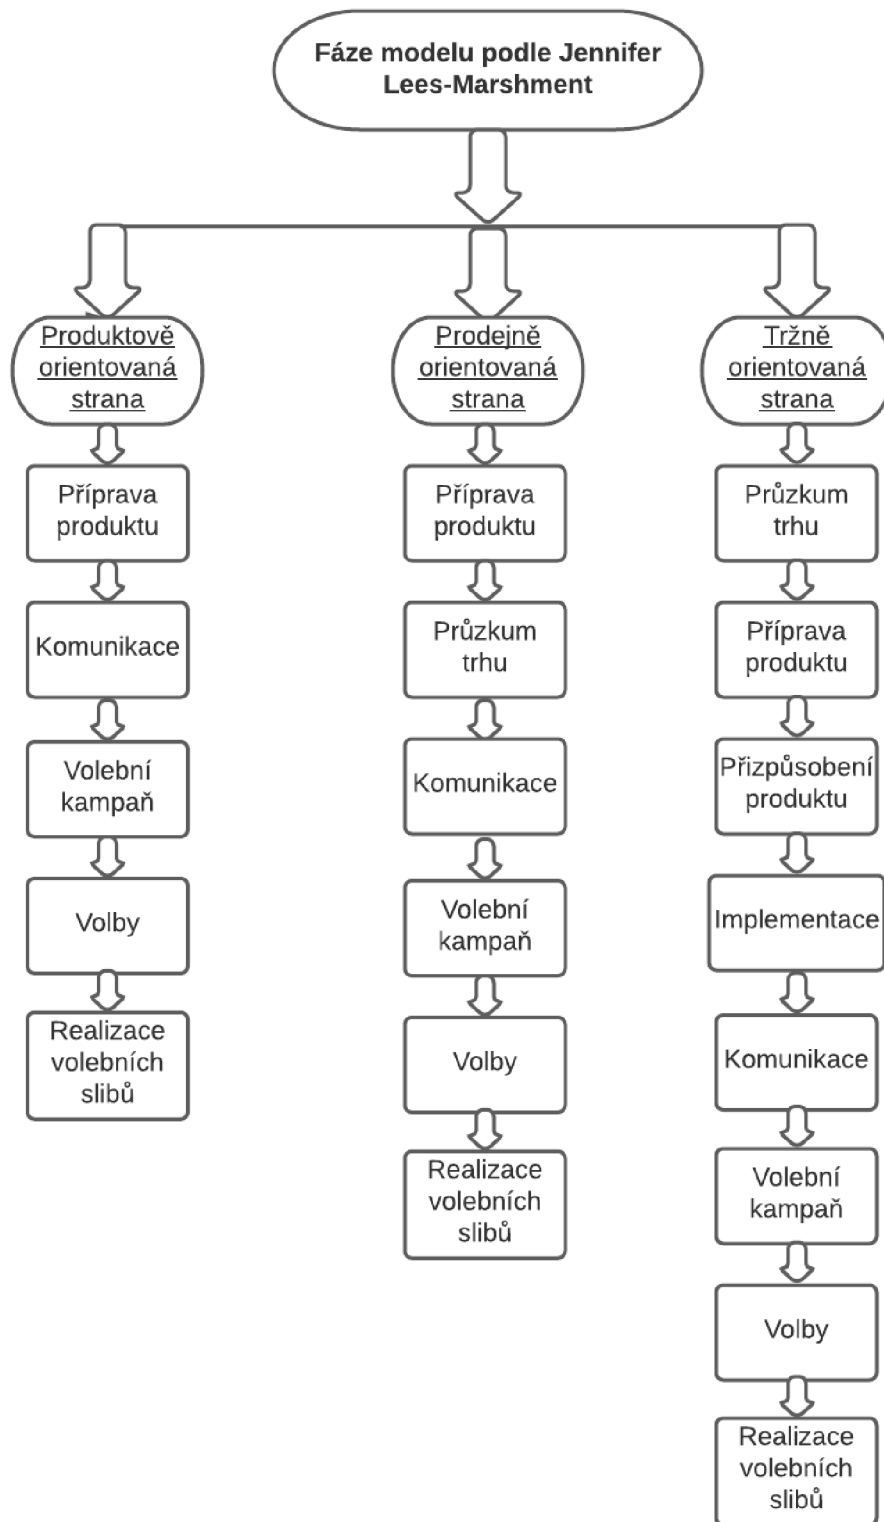 Fáze modelu podle Jennifer
Lees-Marshment
Produktově
orientovaná
strana
Příprava
produktu
Komunikace
Volební
kampaň
Volby
Realizace
volebních
slibů
Prodejně
orientovaná
strana
Příprava
produktu
Průzkum
trhu
Komunikace
Volební
kampaň
Volby
Realizace
volebních
slibů
Tržně
orientovaná
strana
Průzkum
trhu
Příprava
produktu
Přizpůsobení
produktu
Implementace
Komunikace
Volební
kampaň
Volby
Realizace
volebních
slibů